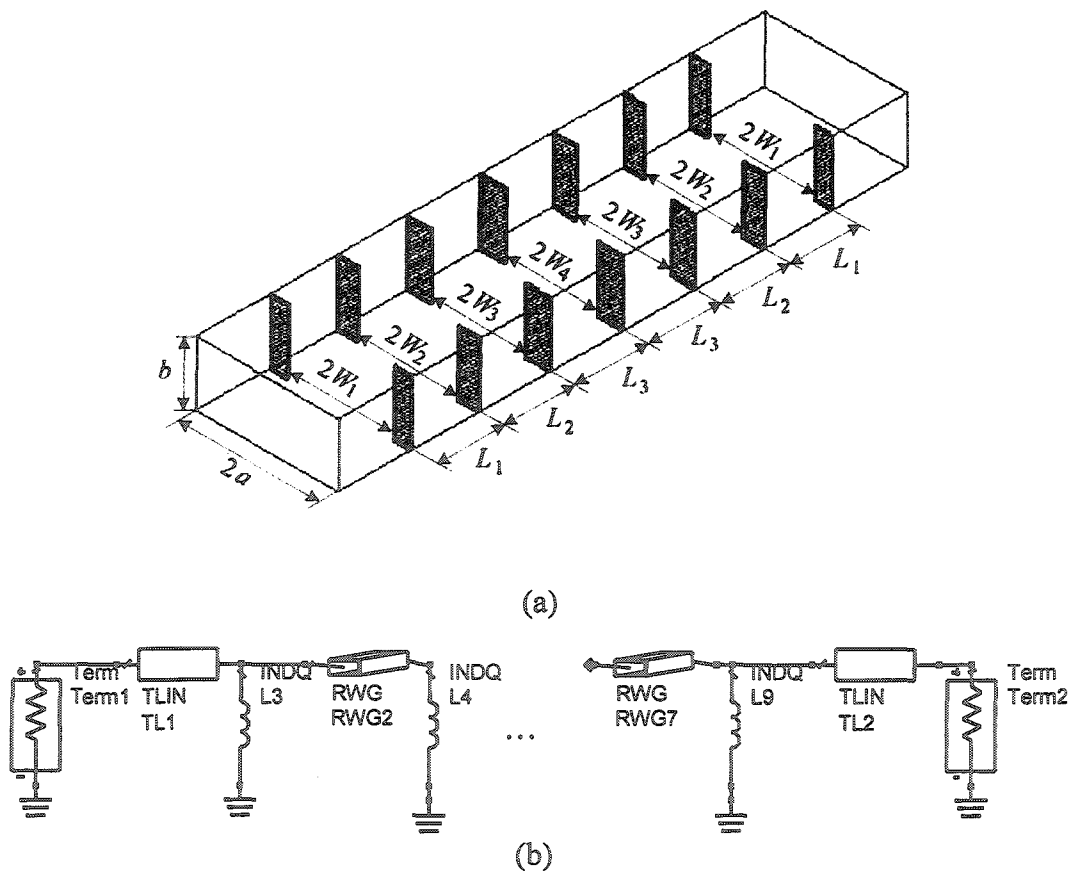 2W₁
2W₂
2W₃
2W₄
2W₃
2W₂
2W₁
b
2a
L₁
L₂
L₃
L₃
L₂
L₁
(a)
Term
Term1
TLIN
TL1
INDQ
L3
RWG
RWG2
INDQ
L4
...
RWG
RWG7
INDQ
L9
TLIN
TL2
Term
Term2
(b)